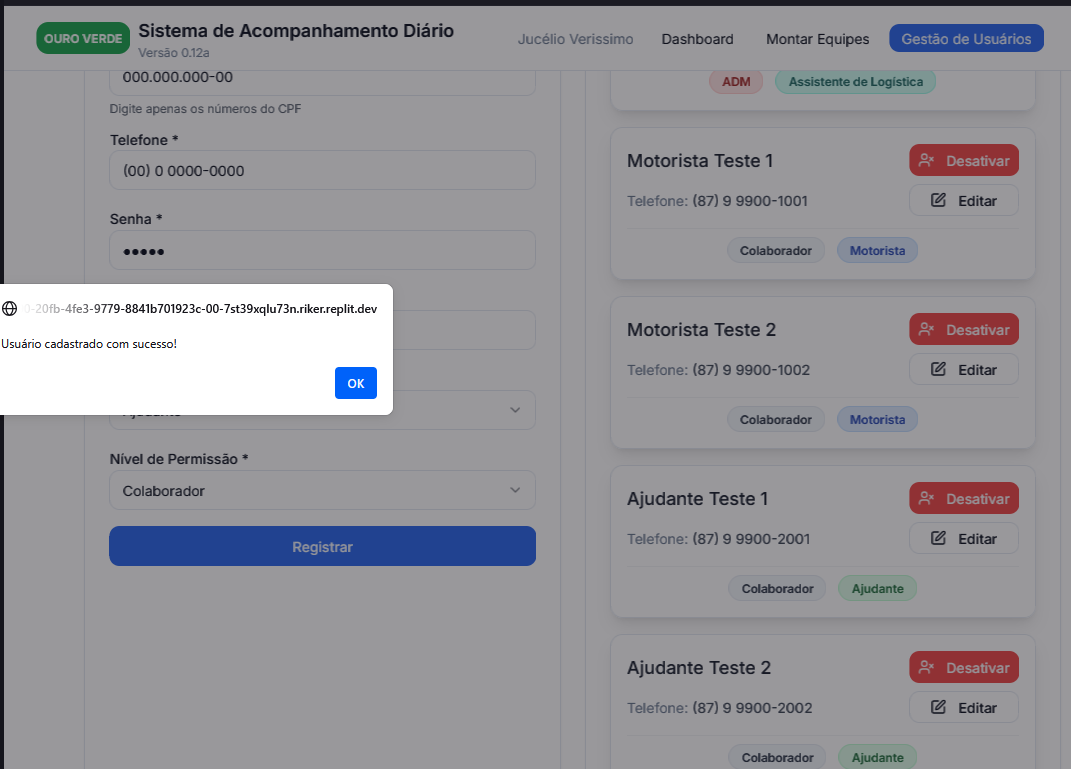 OURO VERDE
Sistema de Acompanhamento Diário
Versão 0.12a
Jucélio Verissimo
Dashboard
Montar Equipes
Gestão de Usuários
000.000.000-00
Digite apenas os números do CPF
Telefone *
(00) 0 0000-0000
Senha *
●●●●●
0-20fb-4fe3-9779-8841b701923c-00-7st39xqlu73n.riker.replit.dev
Usuário cadastrado com sucesso!
OK
Ajudante
Nível de Permissão *
Colaborador
Registrar
ADM
Assistente de Logística
Motorista Teste 1
Desativar
Telefone: (87) 9 9900-1001
Editar
Colaborador
Motorista
Motorista Teste 2
Desativar
Telefone: (87) 9 9900-1002
Editar
Colaborador
Motorista
Ajudante Teste 1
Desativar
Telefone: (87) 9 9900-2001
Editar
Colaborador
Ajudante
Ajudante Teste 2
Desativar
Telefone: (87) 9 9900-2002
Editar
Colaborador
Ajudante